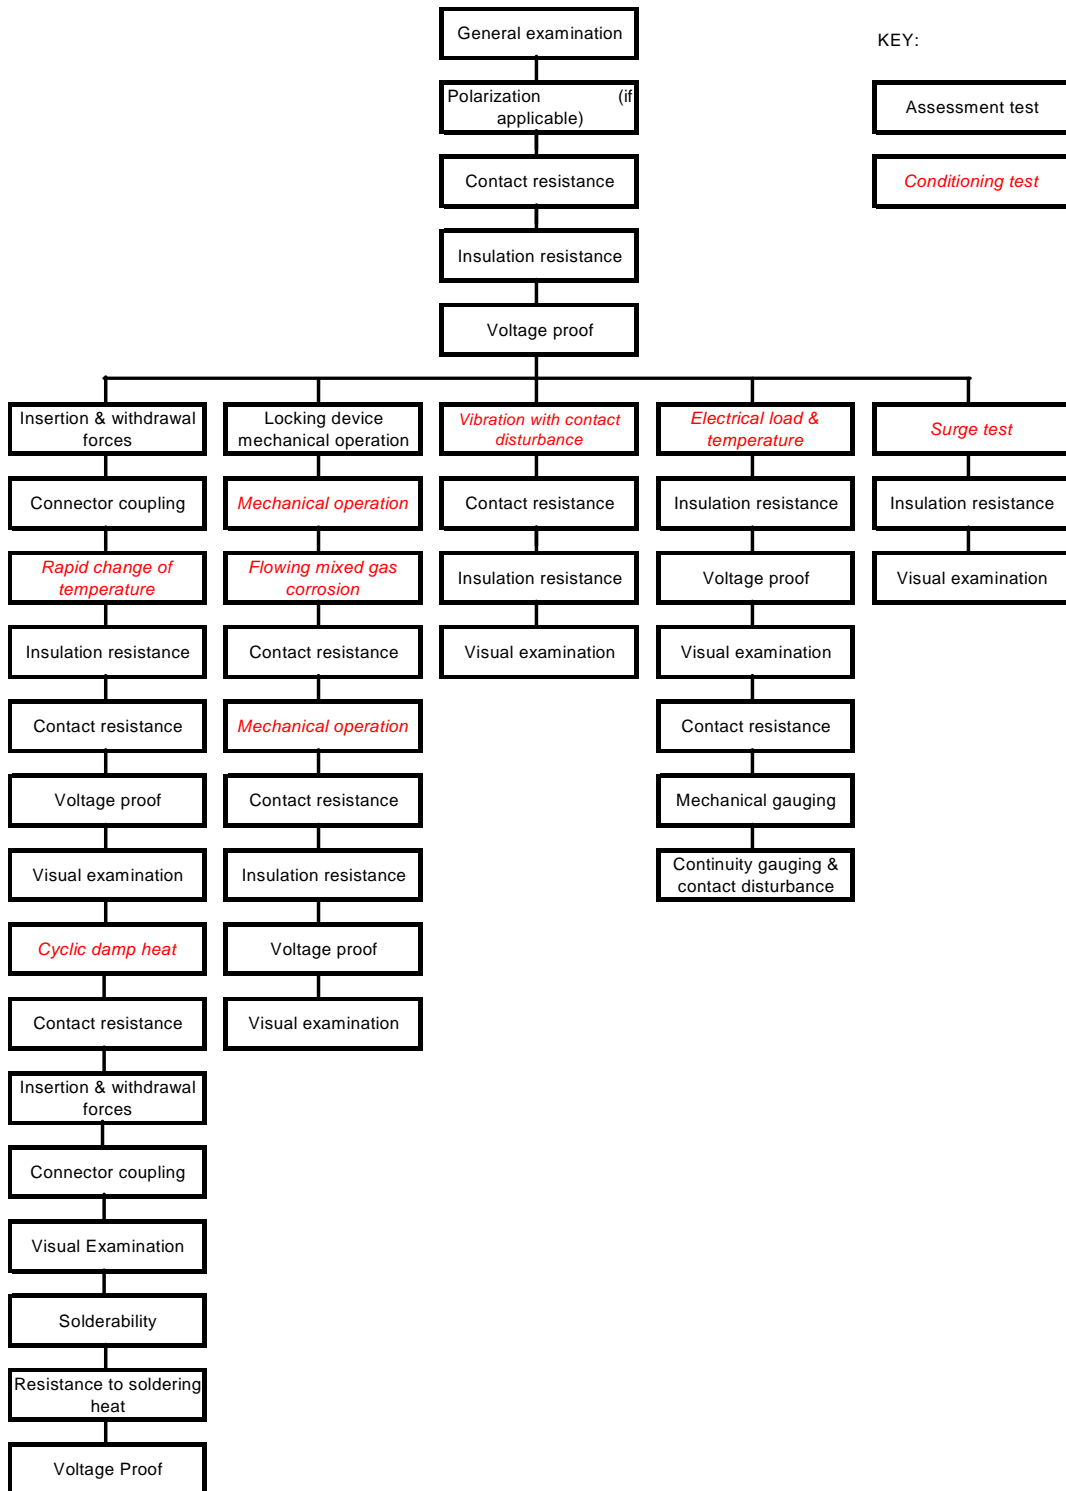 General examination
KEY:
Polarization (if
applicable)
Assessment test
Contact resistance
Conditioning test
Insulation resistance
Voltage proof
Insertion & withdrawal
forces
Connector coupling
Rapid change of
temperature
Insulation resistance
Contact resistance
Voltage proof
Visual examination
Cyclic damp heat
Contact resistance
Insertion & withdrawal
forces
Connector coupling
Visual Examination
Solderability
Resistance to soldering
heat
Voltage Proof
Locking device
mechanical operation
Mechanical operation
Flowing mixed gas
corrosion
Contact resistance
Mechanical operation
Contact resistance
Insulation resistance
Voltage proof
Visual examination
Vibration with contact
disturbance
Contact resistance
Insulation resistance
Visual examination
Electrical load &
temperature
Insulation resistance
Voltage proof
Visual examination
Contact resistance
Mechanical gauging
Continuity gauging &
contact disturbance
Surge test
Insulation resistance
Visual examination